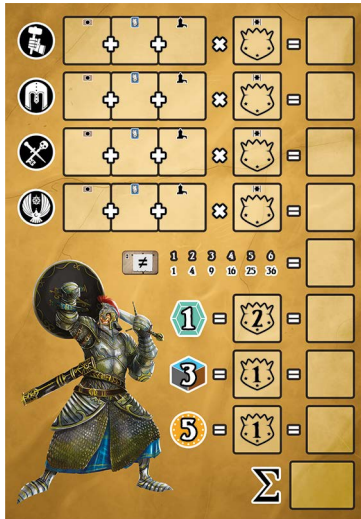 + + × =
+ + × =
+ + × =
+ + × =
≠ 1 2 3 4 5 6 =
1 4 9 16 25 36
1 = 2 =
3 = 1 =
5 = 1 =
Σ